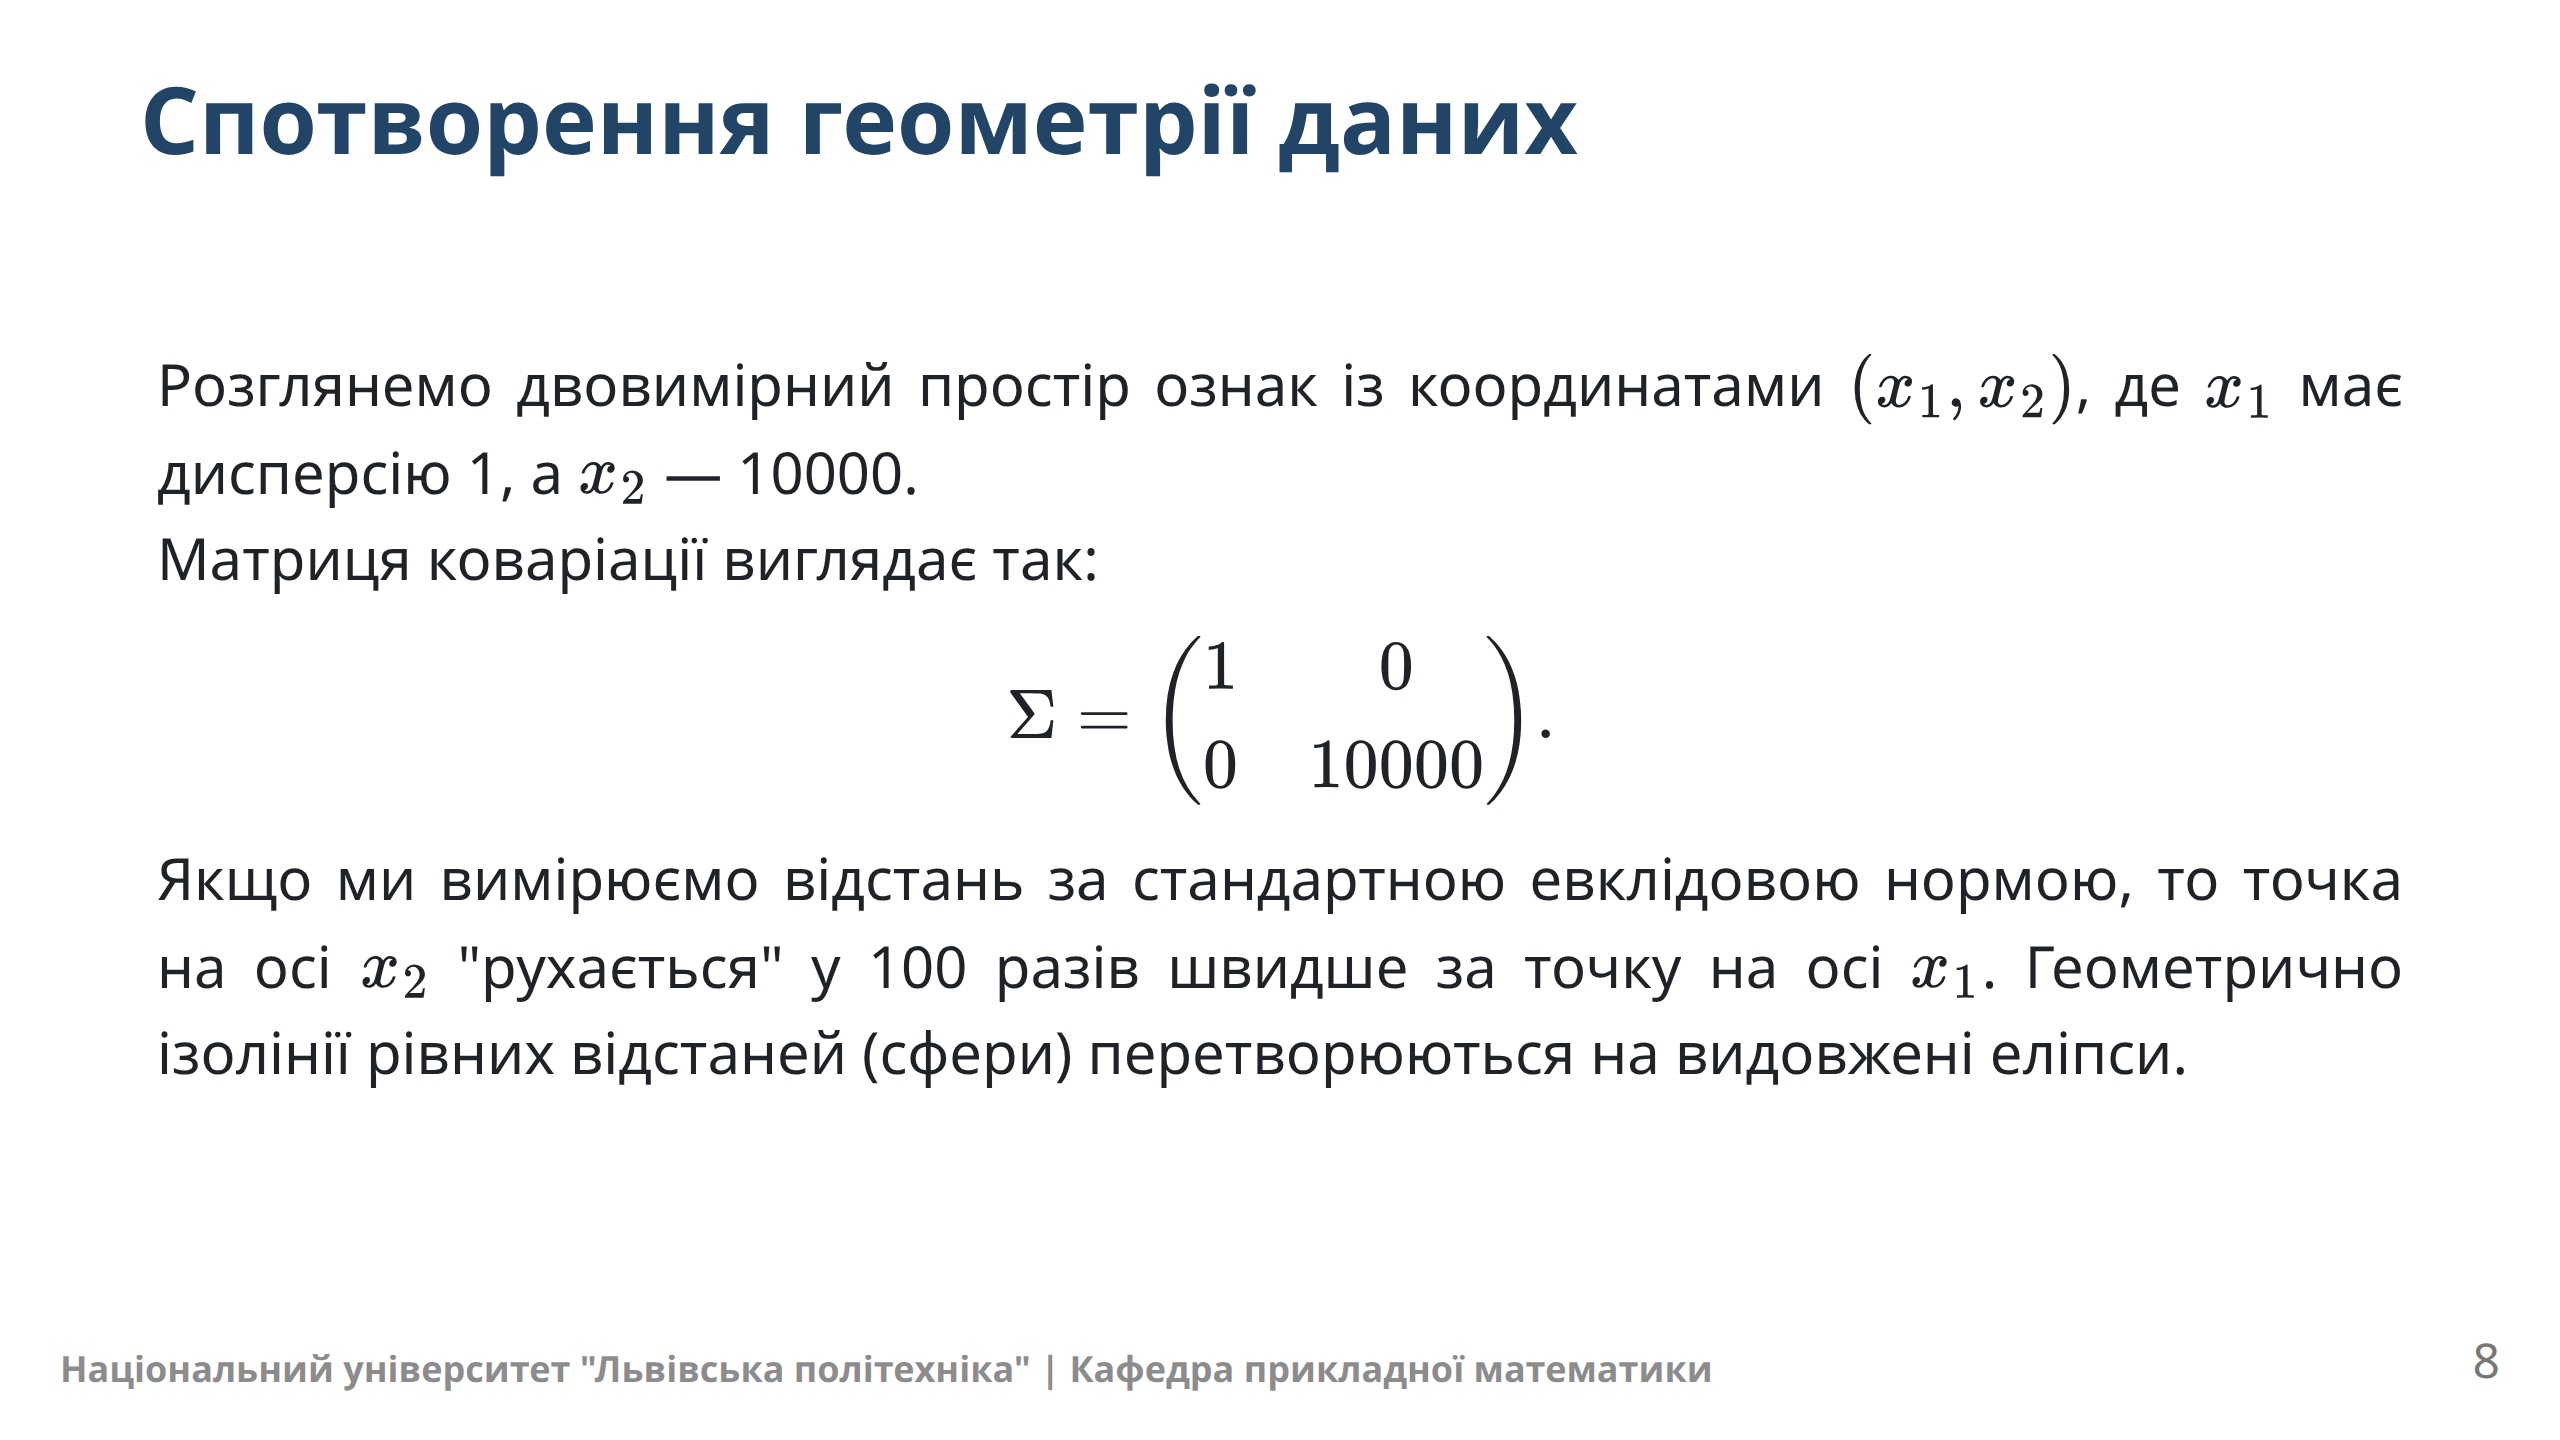 Спотворення геометрії даних
Розглянемо двовимірний простір ознак із координатами (x₁, x₂), де x₁ має
дисперсію 1, а x₂ — 10000.
Матриця коваріації виглядає так:
Σ = (1 0
0 10000).
Якщо ми вимірюємо відстань за стандартною евклідовою нормою, то точка
на осі x₂ "рухається" у 100 разів швидше за точку на осі x₁. Геометрично
ізолінії рівних відстаней (сфери) перетворюються на видовжені еліпси.
Національний університет "Львівська політехніка" | Кафедра прикладної математики
8